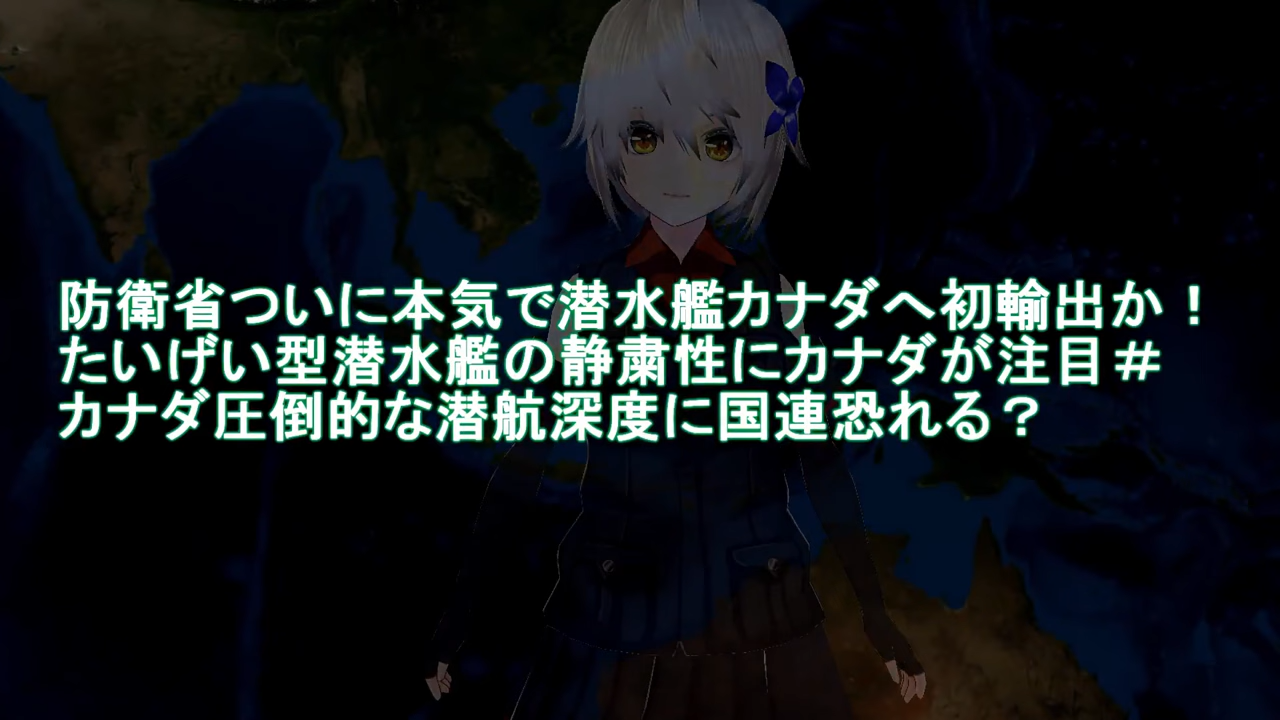 防衛省ついに本気で潜水艦カナダへ初輸出か！
たいげい型潜水艦の静粛性にカナダが注目＃
カナダ圧倒的な潜航深度に国連恐れる？